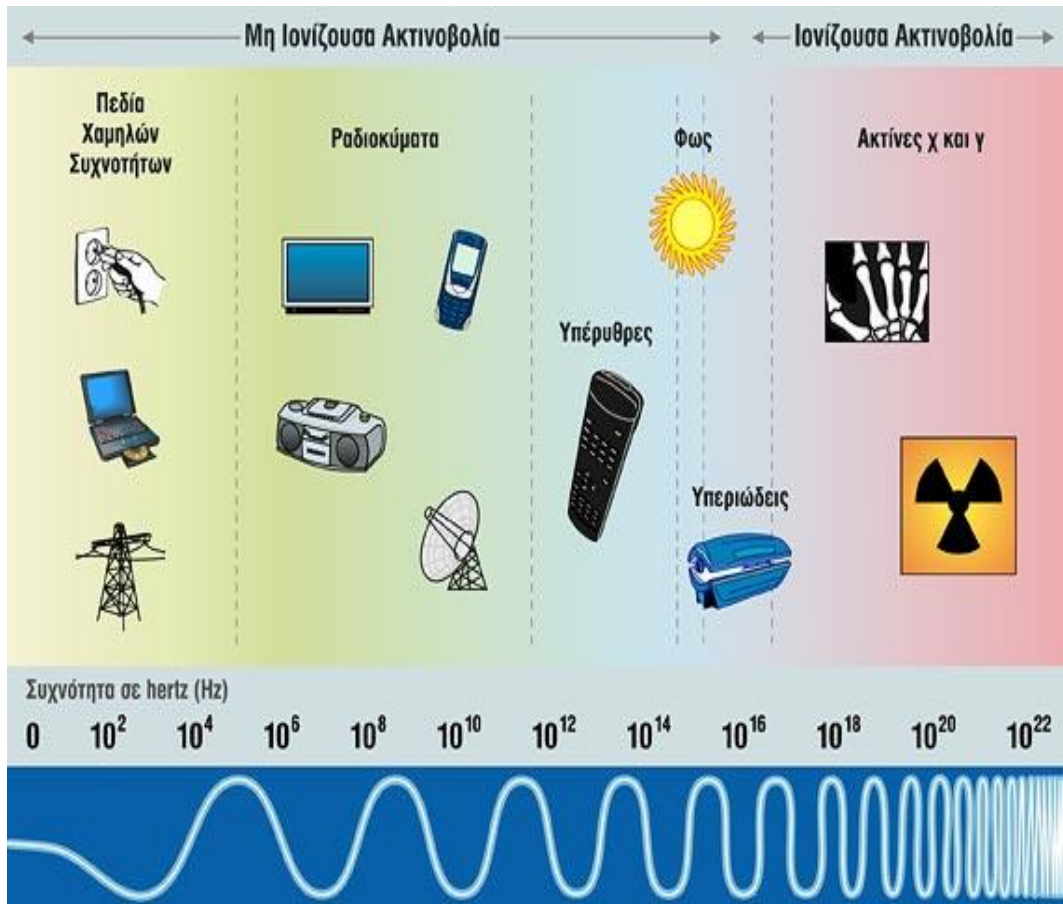 Μη Ιονίζουσα Ακτινοβολία
Ιονίζουσα Ακτινοβολία
Πεδία
Χαμηλών
Συχνοτήτων
Ραδιοκύματα
Φως
Ακτίνες χ και γ
Υπέρυθρες
Υπεριώδεις
Συχνότητα σε hertz (Hz)
0 10² 10⁴ 10⁶ 10⁸ 10¹⁰ 10¹² 10¹⁴ 10¹⁶ 10¹⁸ 10²⁰ 10²²